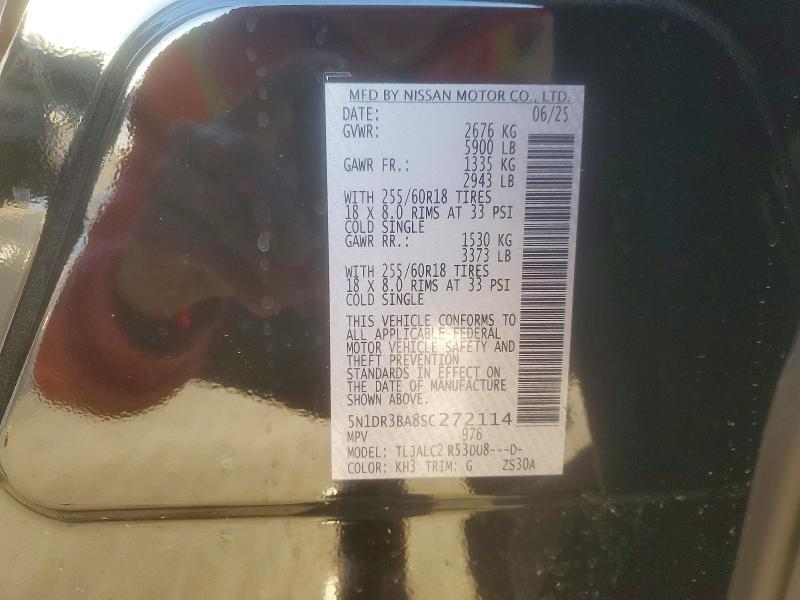 MFD BY NISSAN MOTOR CO., LTD.
DATE: 06/25
GVWR: 2676 KG
5900 LB
GAWR FR.: 1335 KG
2943 LB
WITH 255/60R18 TIRES
18 X 8.0 RIMS AT 33 PSI
COLD SINGLE
GAWR RR.: 1530 KG
3373 LB
WITH 255/60R18 TIRES
18 X 8.0 RIMS AT 33 PSI
COLD SINGLE
THIS VEHICLE CONFORMS TO
ALL APPLICABLE FEDERAL
MOTOR VEHICLE SAFETY AND
THEFT PREVENTION
STANDARDS IN EFFECT ON
THE DATE OF MANUFACTURE
SHOWN ABOVE.
5N1DR3BA8SC272114
MPV 976
MODEL: TLJALC2 R53DU8---D-
COLOR: KH3 TRIM: G ZS30A